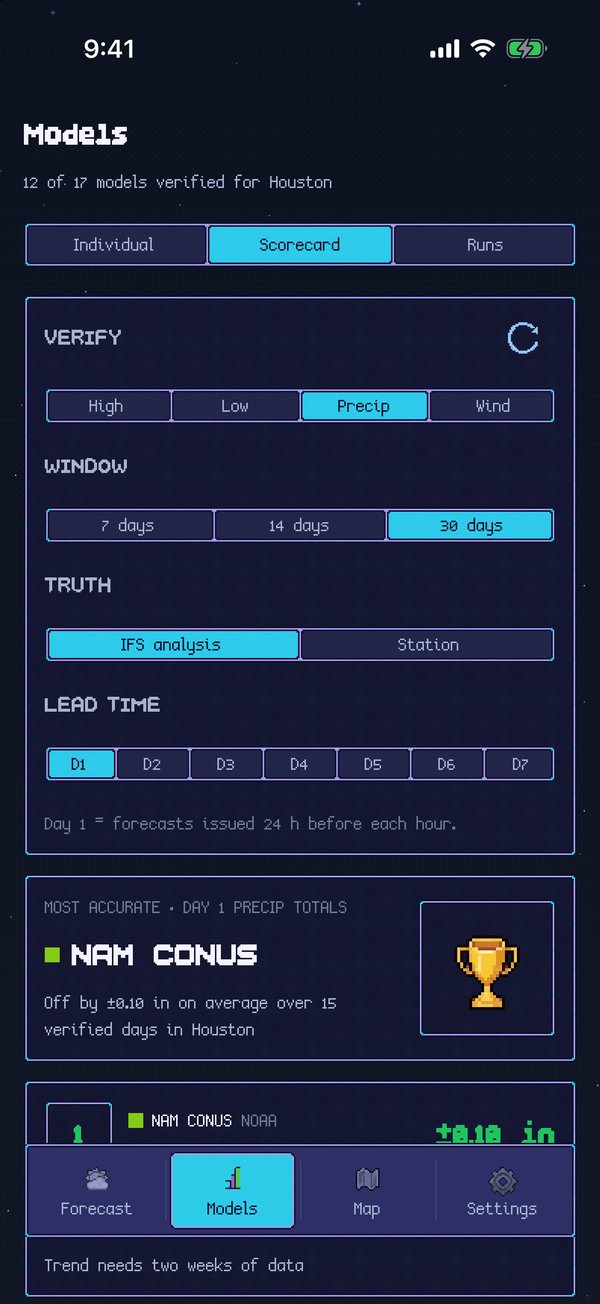 9:41
Models
12 of 17 models verified for Houston
Individual
Scorecard
Runs
VERIFY
High
Low
Precip
Wind
WINDOW
7 days
14 days
30 days
TRUTH
IFS analysis
Station
LEAD TIME
D1
D2
D3
D4
D5
D6
D7
Day 1 = forecasts issued 24 h before each hour.
MOST ACCURATE · DAY 1 PRECIP TOTALS
NAM CONUS
Off by ±0.10 in on average over 15
verified days in Houston
1
NAM CONUS NOAA
±0.10 in
Forecast
Models
Map
Settings
Trend needs two weeks of data